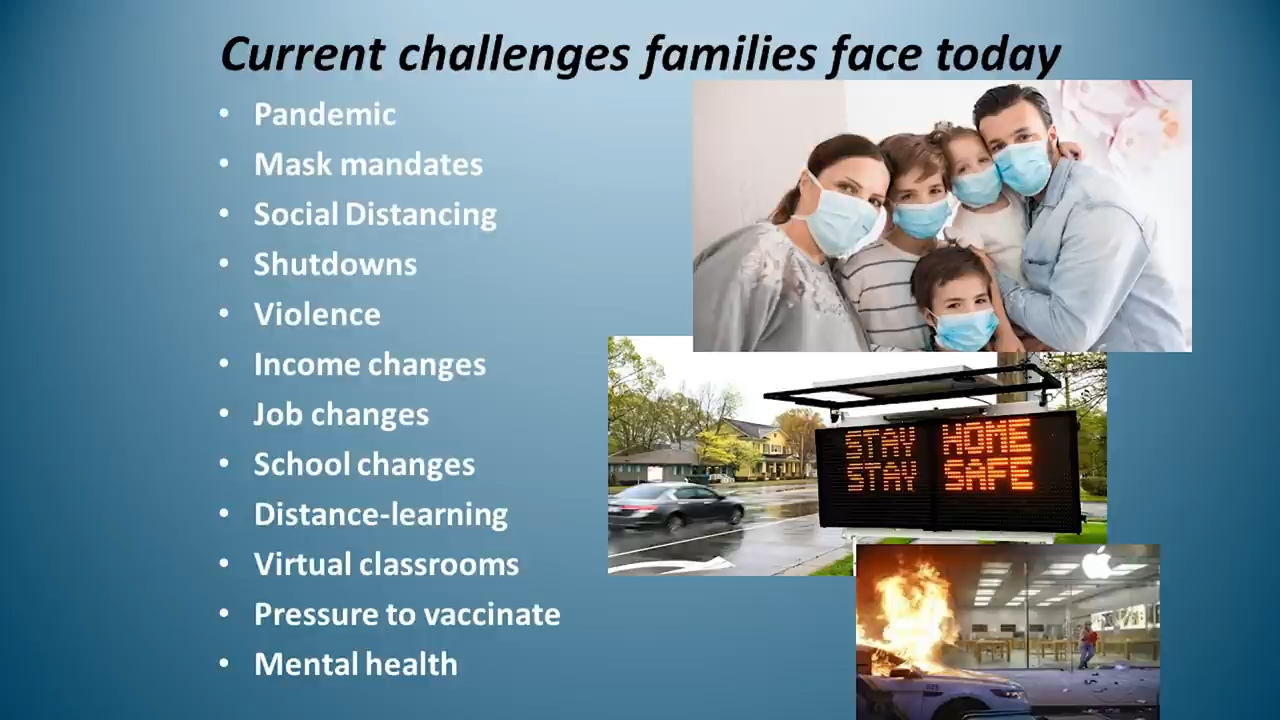 Current challenges families face today
• Pandemic
• Mask mandates
• Social Distancing
• Shutdowns
• Violence
• Income changes
• Job changes
• School changes
• Distance-learning
• Virtual classrooms
• Pressure to vaccinate
• Mental health
STAY HOME
STAY SAFE